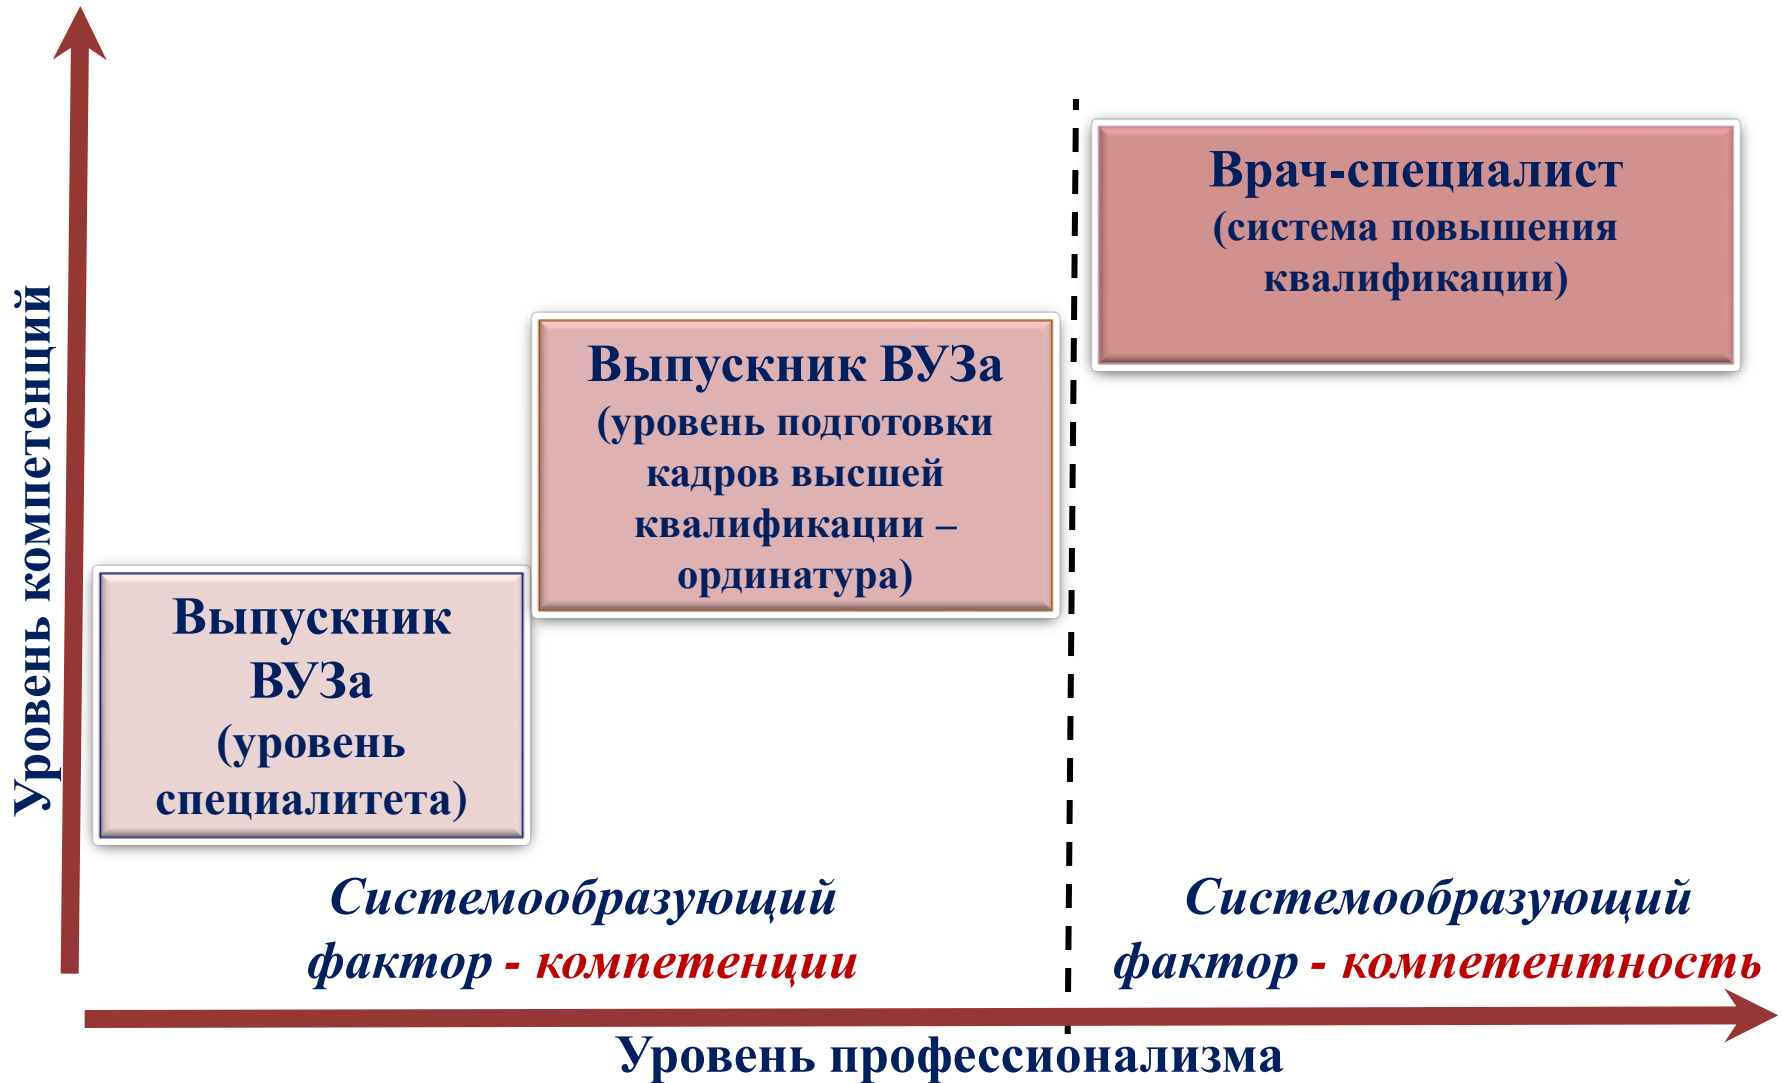 Уровень компетенций
Врач-специалист
(система повышения
квалификации)
Выпускник ВУЗа
(уровень подготовки
кадров высшей
квалификации –
ординатура)
Выпускник
ВУЗа
(уровень
специалитета)
Системообразующий
фактор - компетенции
Системообразующий
фактор - компетентность
Уровень профессионализма